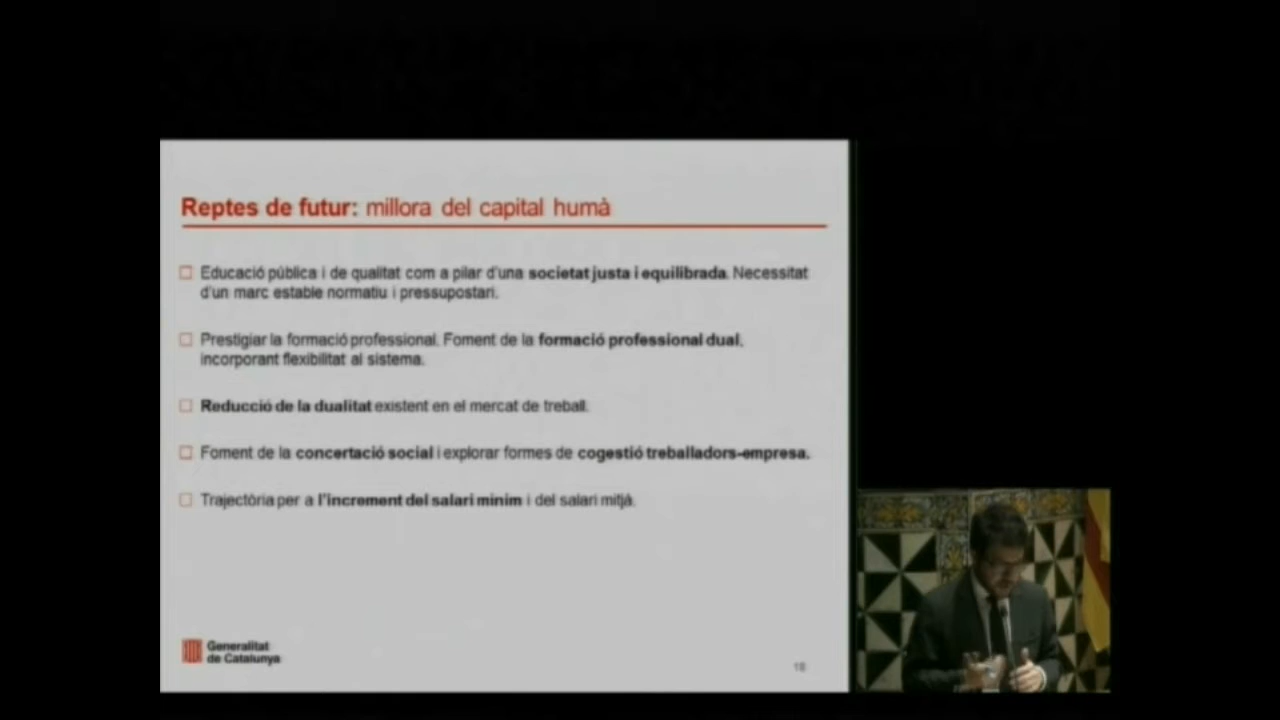 Reptes de futur: millora del capital humà
Educació pública i de qualitat com a pilar d'una societat justa i equilibrada. Necessitat
d'un marc estable normatiu i pressupostari.
Prestigiar la formació professional. Foment de la formació professional dual,
incorporant flexibilitat al sistema.
Reducció de la dualitat existent en el mercat de treball.
Foment de la concertació social i explorar formes de cogestió treballadors-empresa.
Trajectòria per a l'increment del salari mínim i del salari mitjà.
Generalitat
de Catalunya